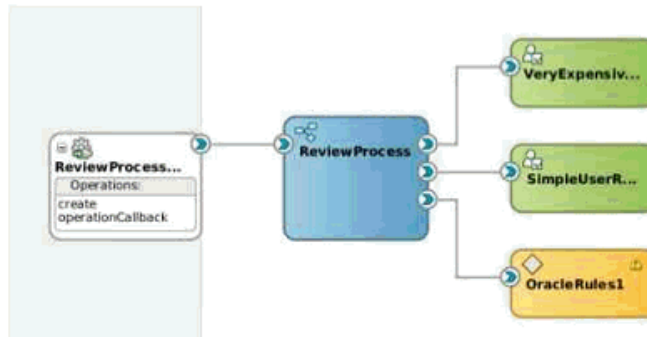 ReviewProcess...
Operations:
create
operationCallback
ReviewProcess
VeryExpensiv...
SimpleUserR...
OracleRules1